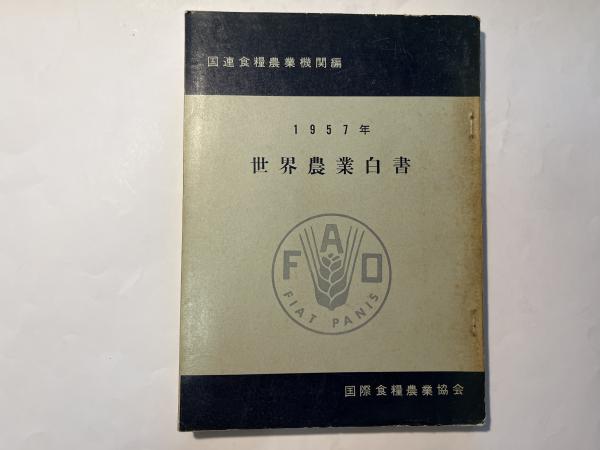 国連食糧農業機関編
1957年
世界農業白書
FAO
FIAT PANIS
国際食糧農業協会